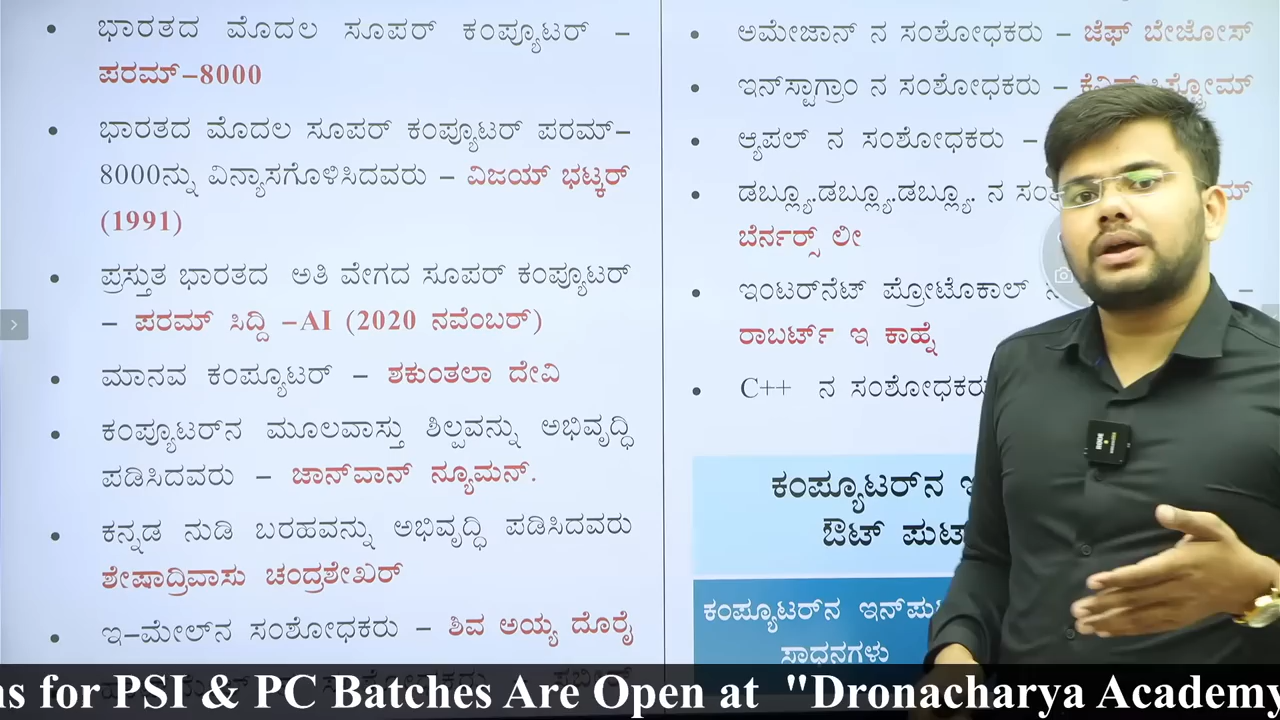 ಭಾರತದ ಮೊದಲ ಸೂಪರ್ ಕಂಪ್ಯೂಟರ್ –
ಪರಮ್–8000
ಭಾರತದ ಮೊದಲ ಸೂಪರ್ ಕಂಪ್ಯೂಟರ್ ಪರಮ್–
8000ನ್ನು ವಿನ್ಯಾಸಗೊಳಿಸಿದವರು – ವಿಜಯ್ ಭಟ್ಕರ್
(1991)
ಪ್ರಸ್ತುತ ಭಾರತದ ಅತಿ ವೇಗದ ಸೂಪರ್ ಕಂಪ್ಯೂಟರ್
– ಪರಮ್ ಸಿದ್ದಿ –AI (2020 ನವೆಂಬರ್)
ಮಾನವ ಕಂಪ್ಯೂಟರ್ – ಶಕುಂತಲಾ ದೇವಿ
ಕಂಪ್ಯೂಟರ್‌ನ ಮೂಲವಾಸ್ತು ಶಿಲ್ಪವನ್ನು ಅಭಿವೃದ್ಧಿ
ಪಡಿಸಿದವರು – ಜಾನ್‌ವಾನ್ ನ್ಯೂಮನ್.
ಕನ್ನಡ ನುಡಿ ಬರಹವನ್ನು ಅಭಿವೃದ್ಧಿ ಪಡಿಸಿದವರು
ಶೇಷಾದ್ರಿವಾಸು ಚಂದ್ರಶೇಖರ್
ಇ–ಮೇಲ್‌ನ ಸಂಶೋಧಕರು – ಶಿವ ಅಯ್ಯ ದೊರೈ
ಅಮೇಜಾನ್ ನ ಸಂಶೋಧಕರು – ಜೆಫ್ ಬೇಜೋಸ್
ಇನ್‌ಸ್ಟಾಗ್ರಾಂ ನ ಸಂಶೋಧಕರು –
ಆ್ಯಪಲ್ ನ ಸಂಶೋಧಕರು –
ಡಬ್ಲ್ಯೂ.ಡಬ್ಲ್ಯೂ.ಡಬ್ಲ್ಯೂ. ನ
ಬೆರ್ನರ್ಸ್ ಲೀ
ಇಂಟರ್‌ನೆಟ್ ಪ್ರೋಟೊಕಾಲ್
ರಾಬರ್ಟ್ ಇ ಕಾಹ್ನೆ
C++ ನ ಸಂಶೋಧಕರು
ಕಂಪ್ಯೂಟರ್‌ನ
ಔಟ್
ಕಂಪ್ಯೂಟರ್‌ನ
ಸಾಧನಗಳು
for PSI & PC Batches Are Open at "Dronacharya Academy